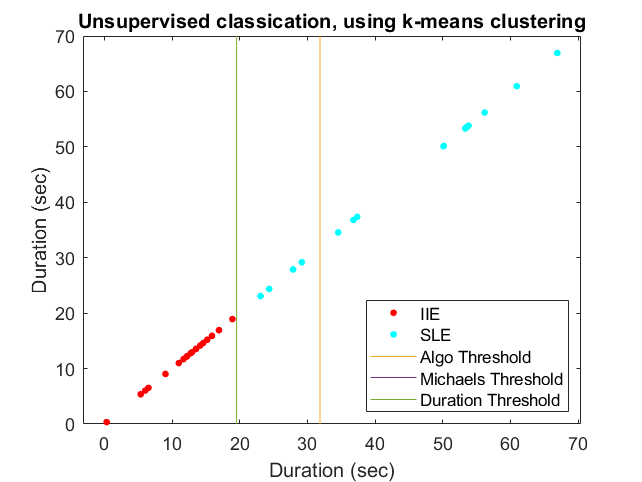 Unsupervised classication, using k-means clustering
70
60
50
40
30
20
10
0
Duration (sec)
IIE
SLE
Algo Threshold
Michaels Threshold
Duration Threshold
0 10 20 30 40 50 60 70
Duration (sec)